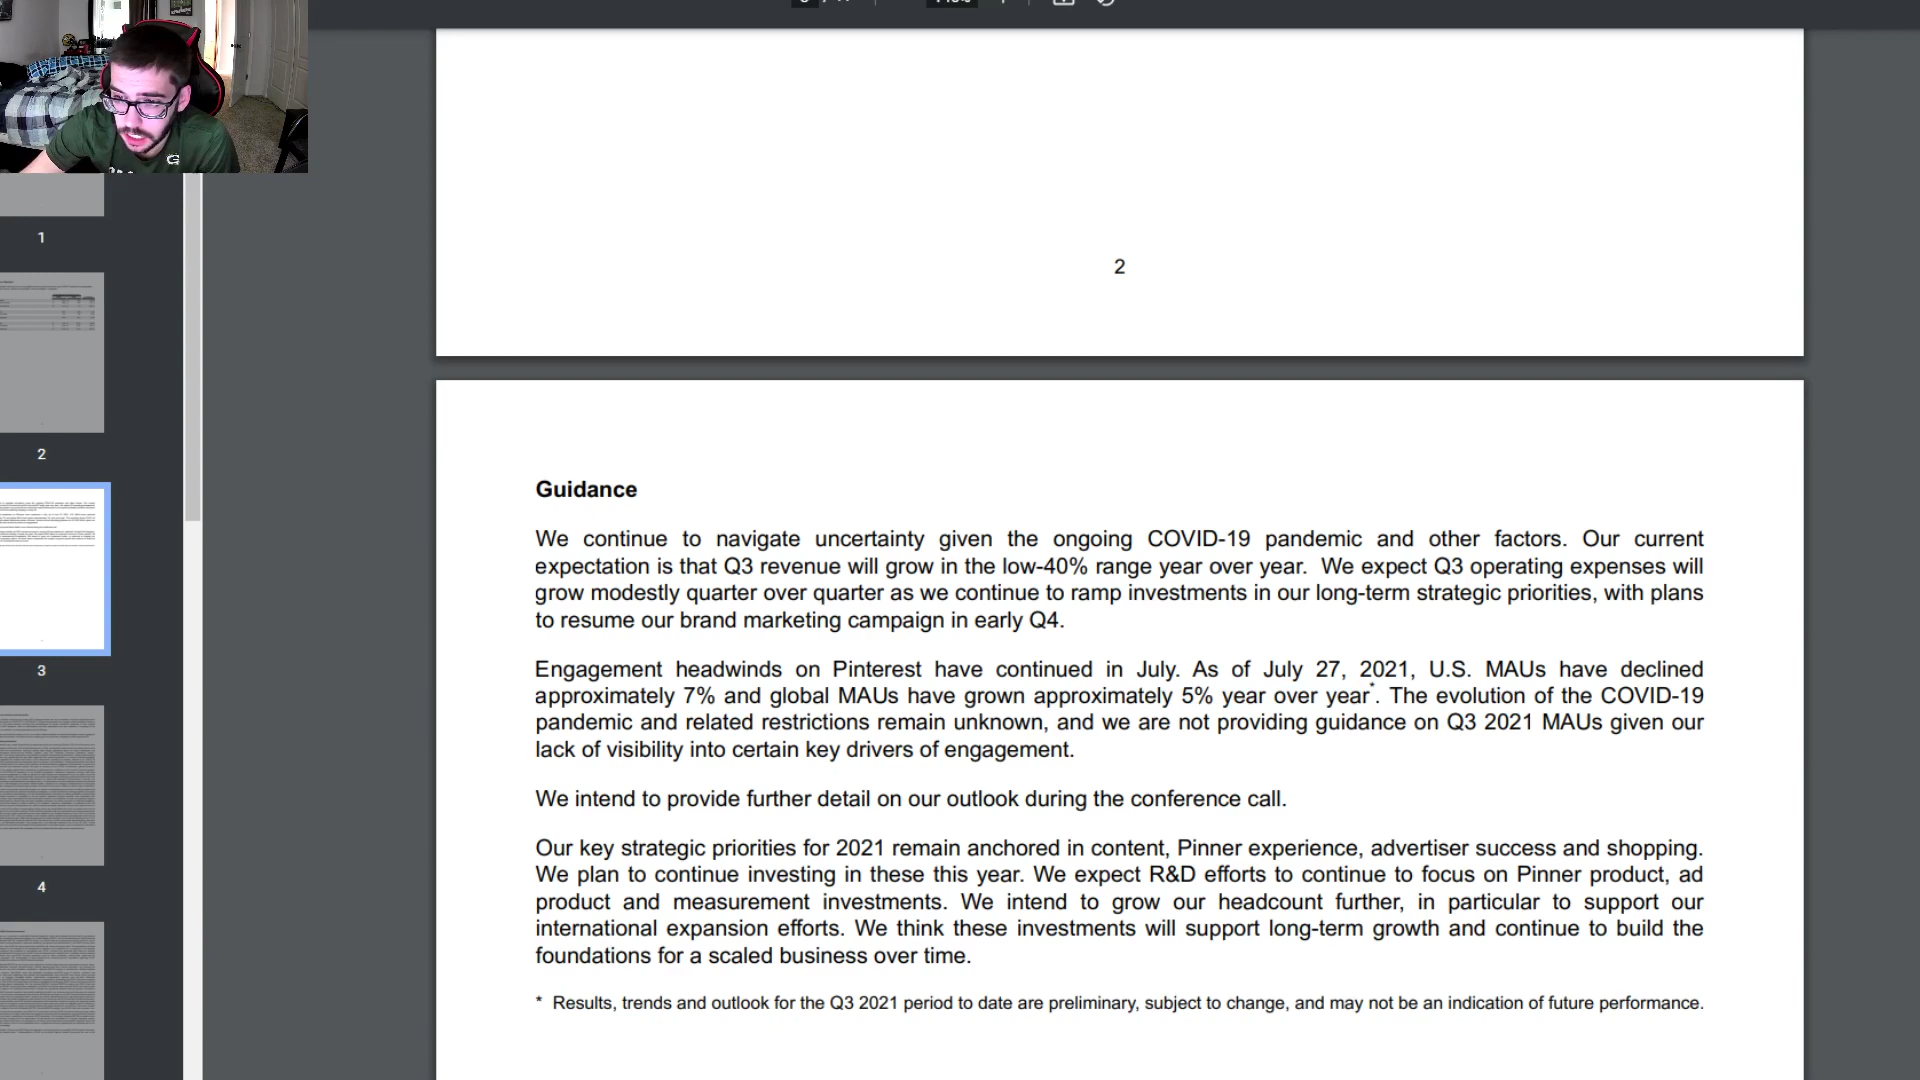 1
2
3
4
2
Guidance
We continue to navigate uncertainty given the ongoing COVID-19 pandemic and other factors. Our current
expectation is that Q3 revenue will grow in the low-40% range year over year. We expect Q3 operating expenses will
grow modestly quarter over quarter as we continue to ramp investments in our long-term strategic priorities, with plans
to resume our brand marketing campaign in early Q4.
Engagement headwinds on Pinterest have continued in July. As of July 27, 2021, U.S. MAUs have declined
approximately 7% and global MAUs have grown approximately 5% year over year*. The evolution of the COVID-19
pandemic and related restrictions remain unknown, and we are not providing guidance on Q3 2021 MAUs given our
lack of visibility into certain key drivers of engagement.
We intend to provide further detail on our outlook during the conference call.
Our key strategic priorities for 2021 remain anchored in content, Pinner experience, advertiser success and shopping.
We plan to continue investing in these this year. We expect R&D efforts to continue to focus on Pinner product, ad
product and measurement investments. We intend to grow our headcount further, in particular to support our
international expansion efforts. We think these investments will support long-term growth and continue to build the
foundations for a scaled business over time.
* Results, trends and outlook for the Q3 2021 period to date are preliminary, subject to change, and may not be an indication of future performance.